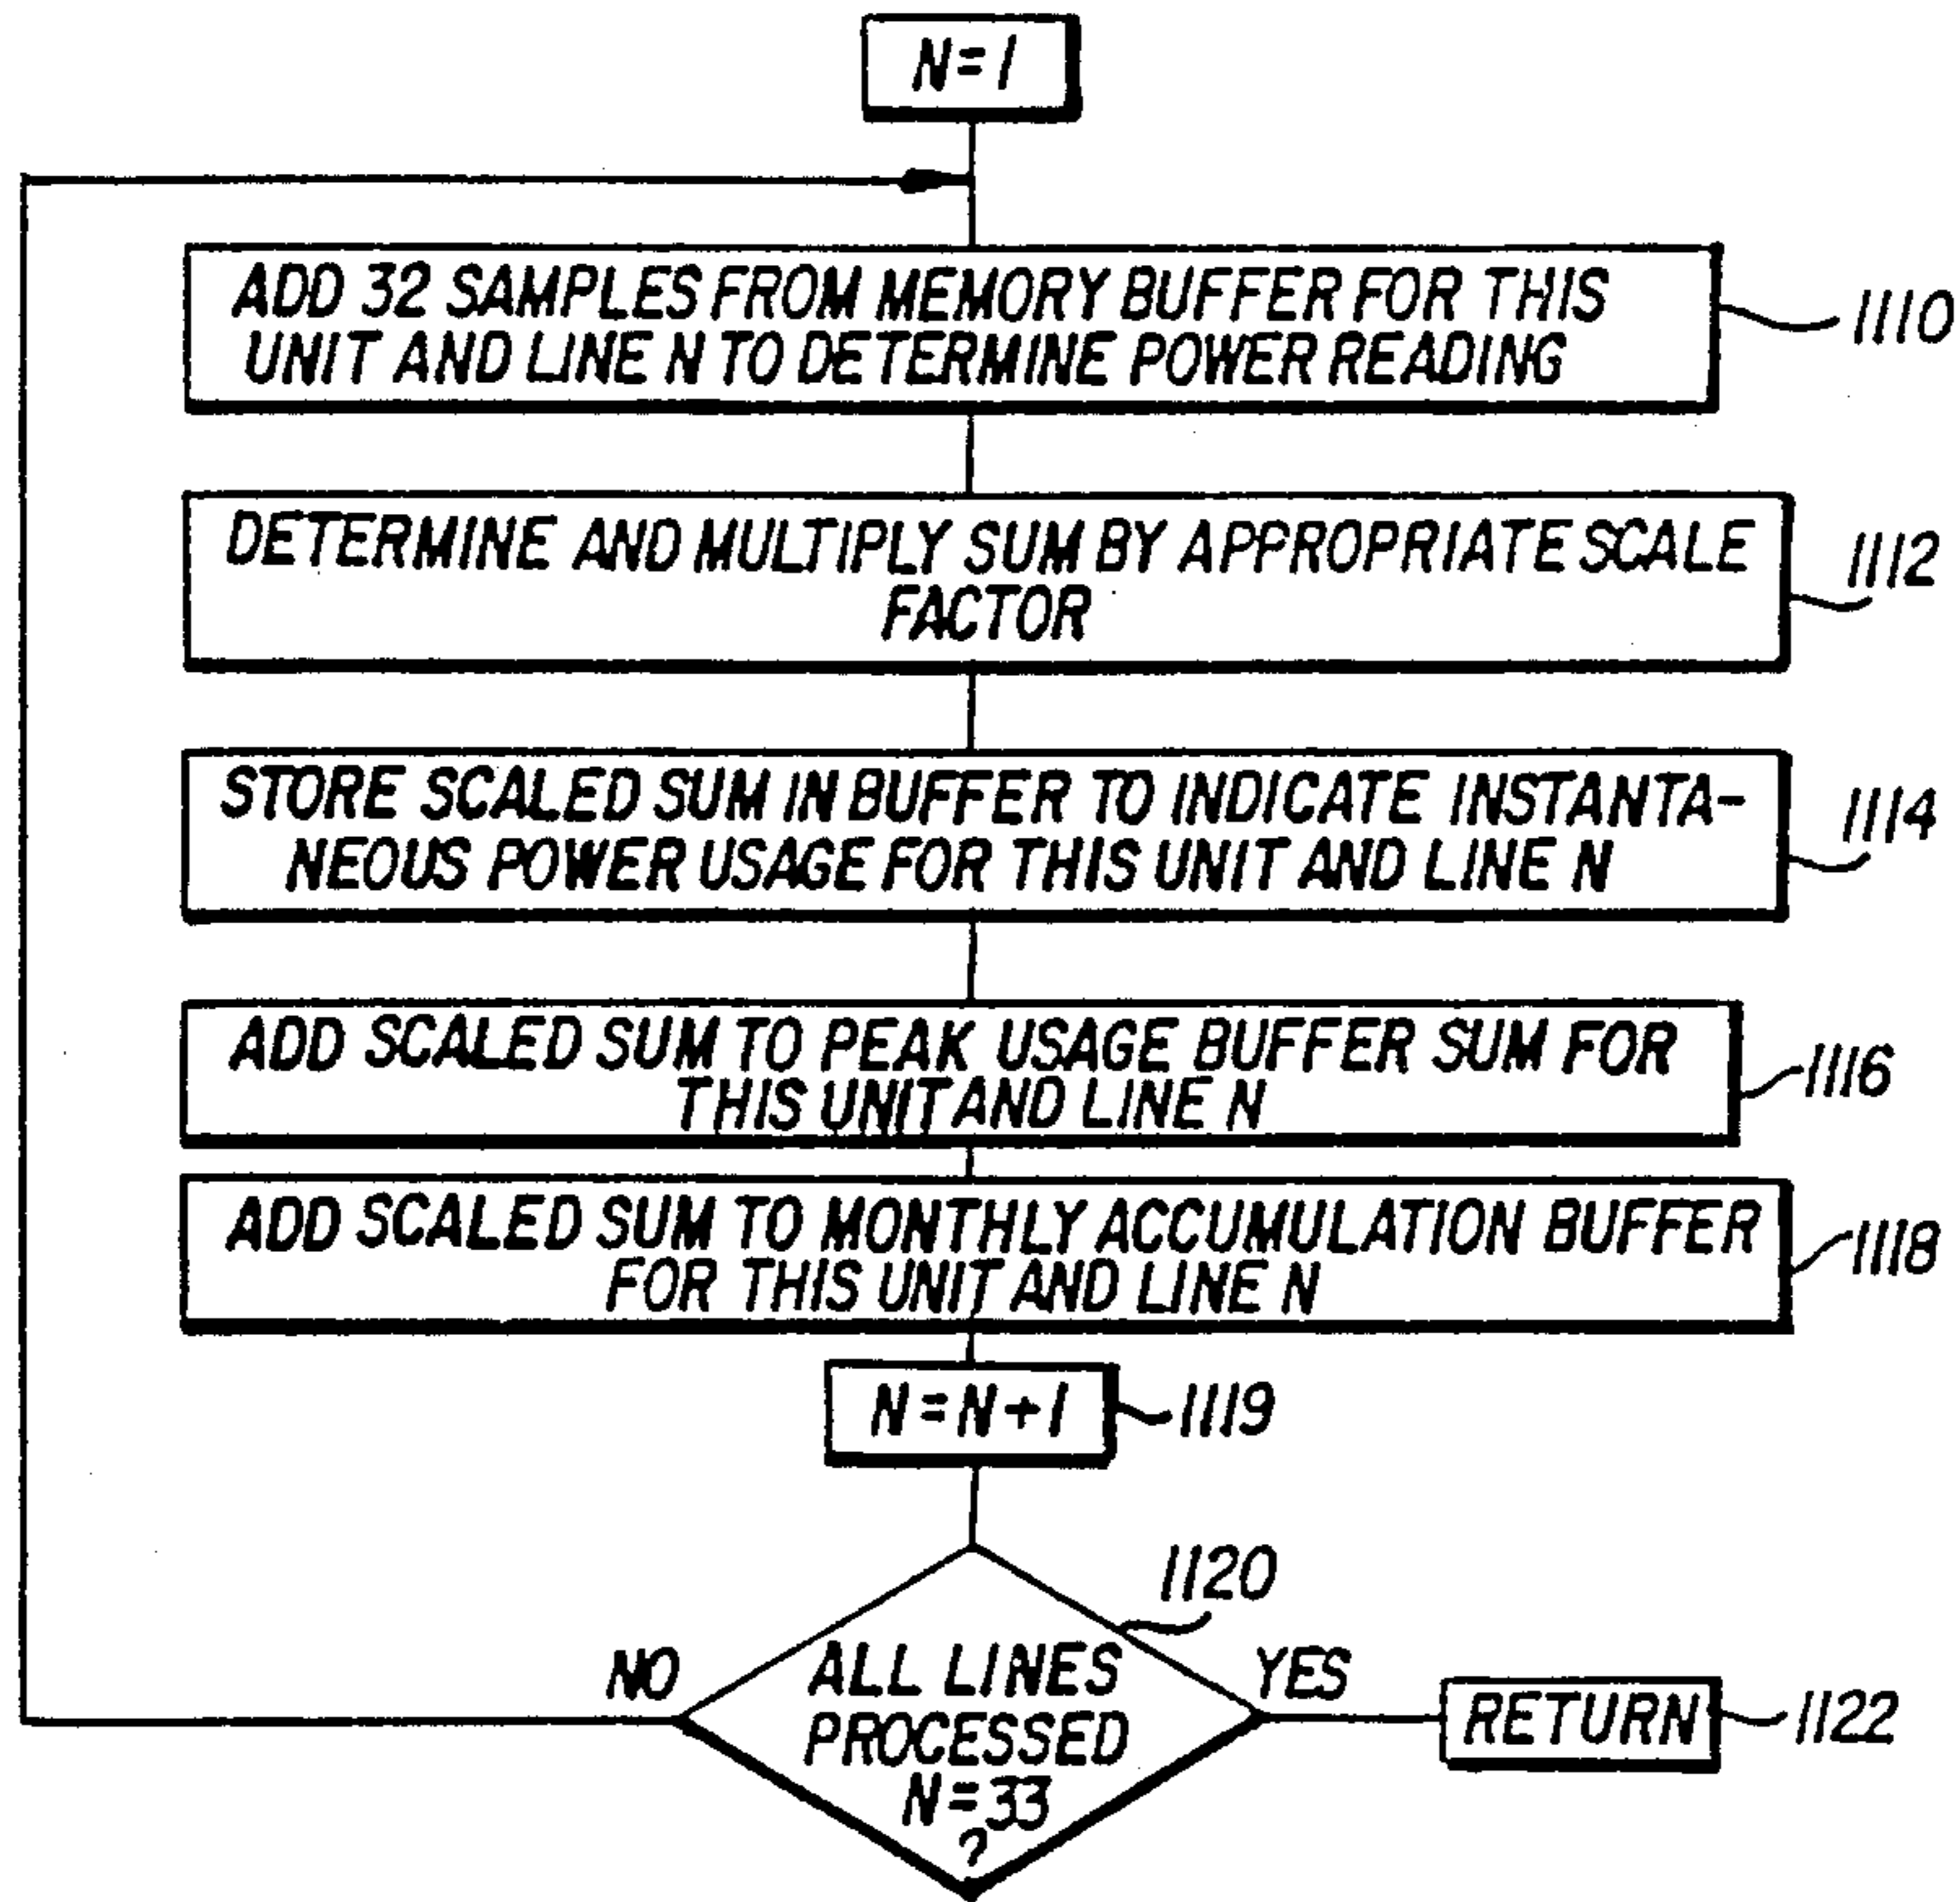 N=1
ADD 32 SAMPLES FROM MEMORY BUFFER FOR THIS
UNIT AND LINE N TO DETERMINE POWER READING
1110
DETERMINE AND MULTIPLY SUM BY APPROPRIATE SCALE
FACTOR
1112
STORE SCALED SUM IN BUFFER TO INDICATE INSTANTA-
NEOUS POWER USAGE FOR THIS UNIT AND LINE N
1114
ADD SCALED SUM TO PEAK USAGE BUFFER SUM FOR
THIS UNIT AND LINE N
1116
ADD SCALED SUM TO MONTHLY ACCUMULATION BUFFER
FOR THIS UNIT AND LINE N
1118
N=N+1
1119
1120
NO
ALL LINES
PROCESSED
N=33
?
YES
RETURN
1122